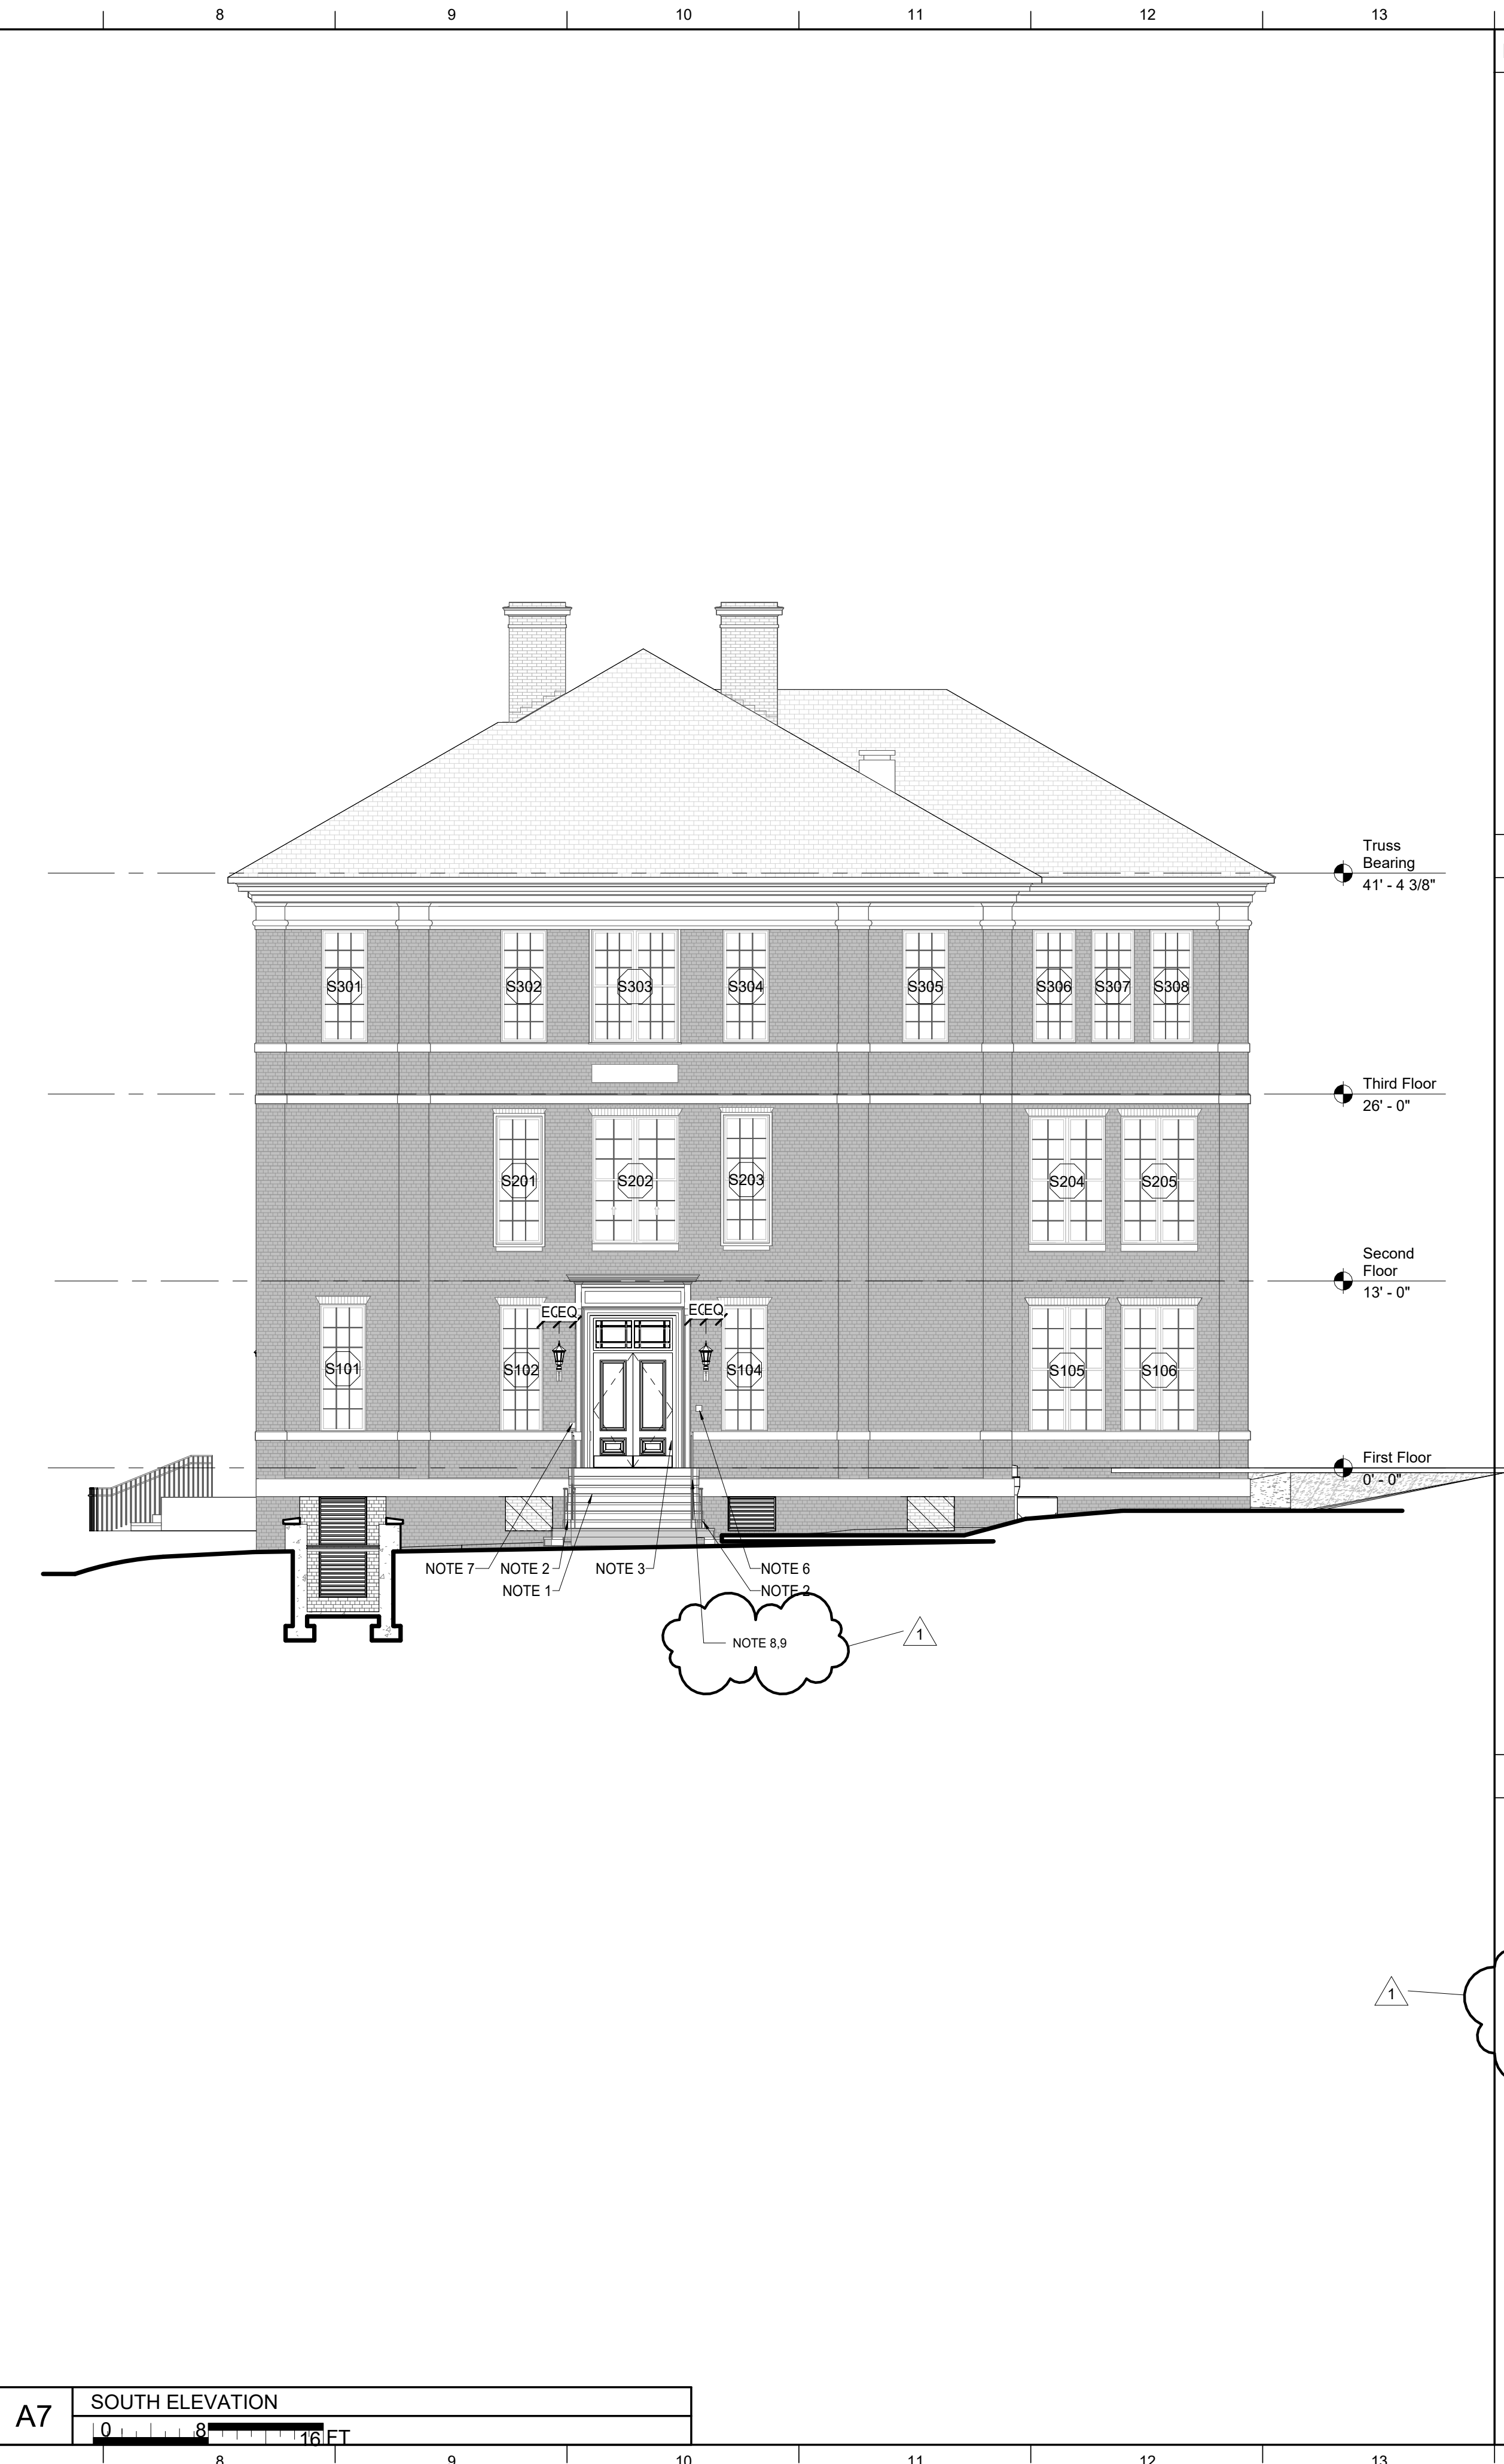 8 9 10 11 12 13
Truss
Bearing
41' - 4 3/8"
S301 S302 S303 S304 S305 S306 S307 S308
Third Floor
26' - 0"
S201 S202 S203 S204 S205
Second
Floor
13' - 0"
EQ EQ EQ EQ
S101 S102 S104 S105 S106
First Floor
0' - 0"
NOTE 7 NOTE 2 NOTE 3 NOTE 6
NOTE 1 NOTE 2
NOTE 8,9 1
1
A7 SOUTH ELEVATION
0 8 16 FT
8 9 10 11 12 13